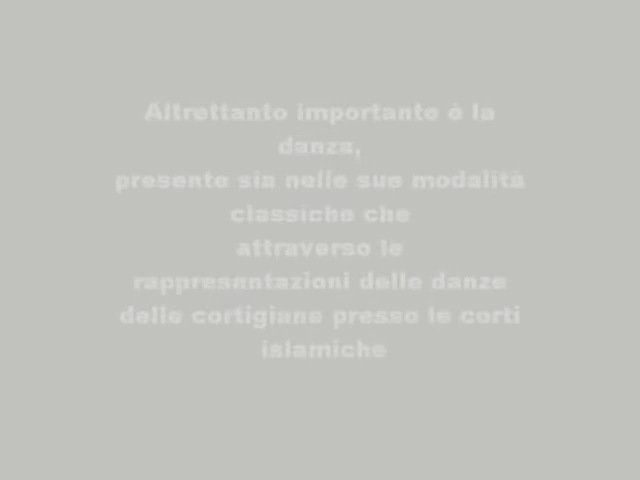 Altrettanto importante è la
danza,
presente sia nelle sue modalità
classiche che
attraverso le
rappresentazioni delle danze
delle cortigiane presso le corti
islamiche